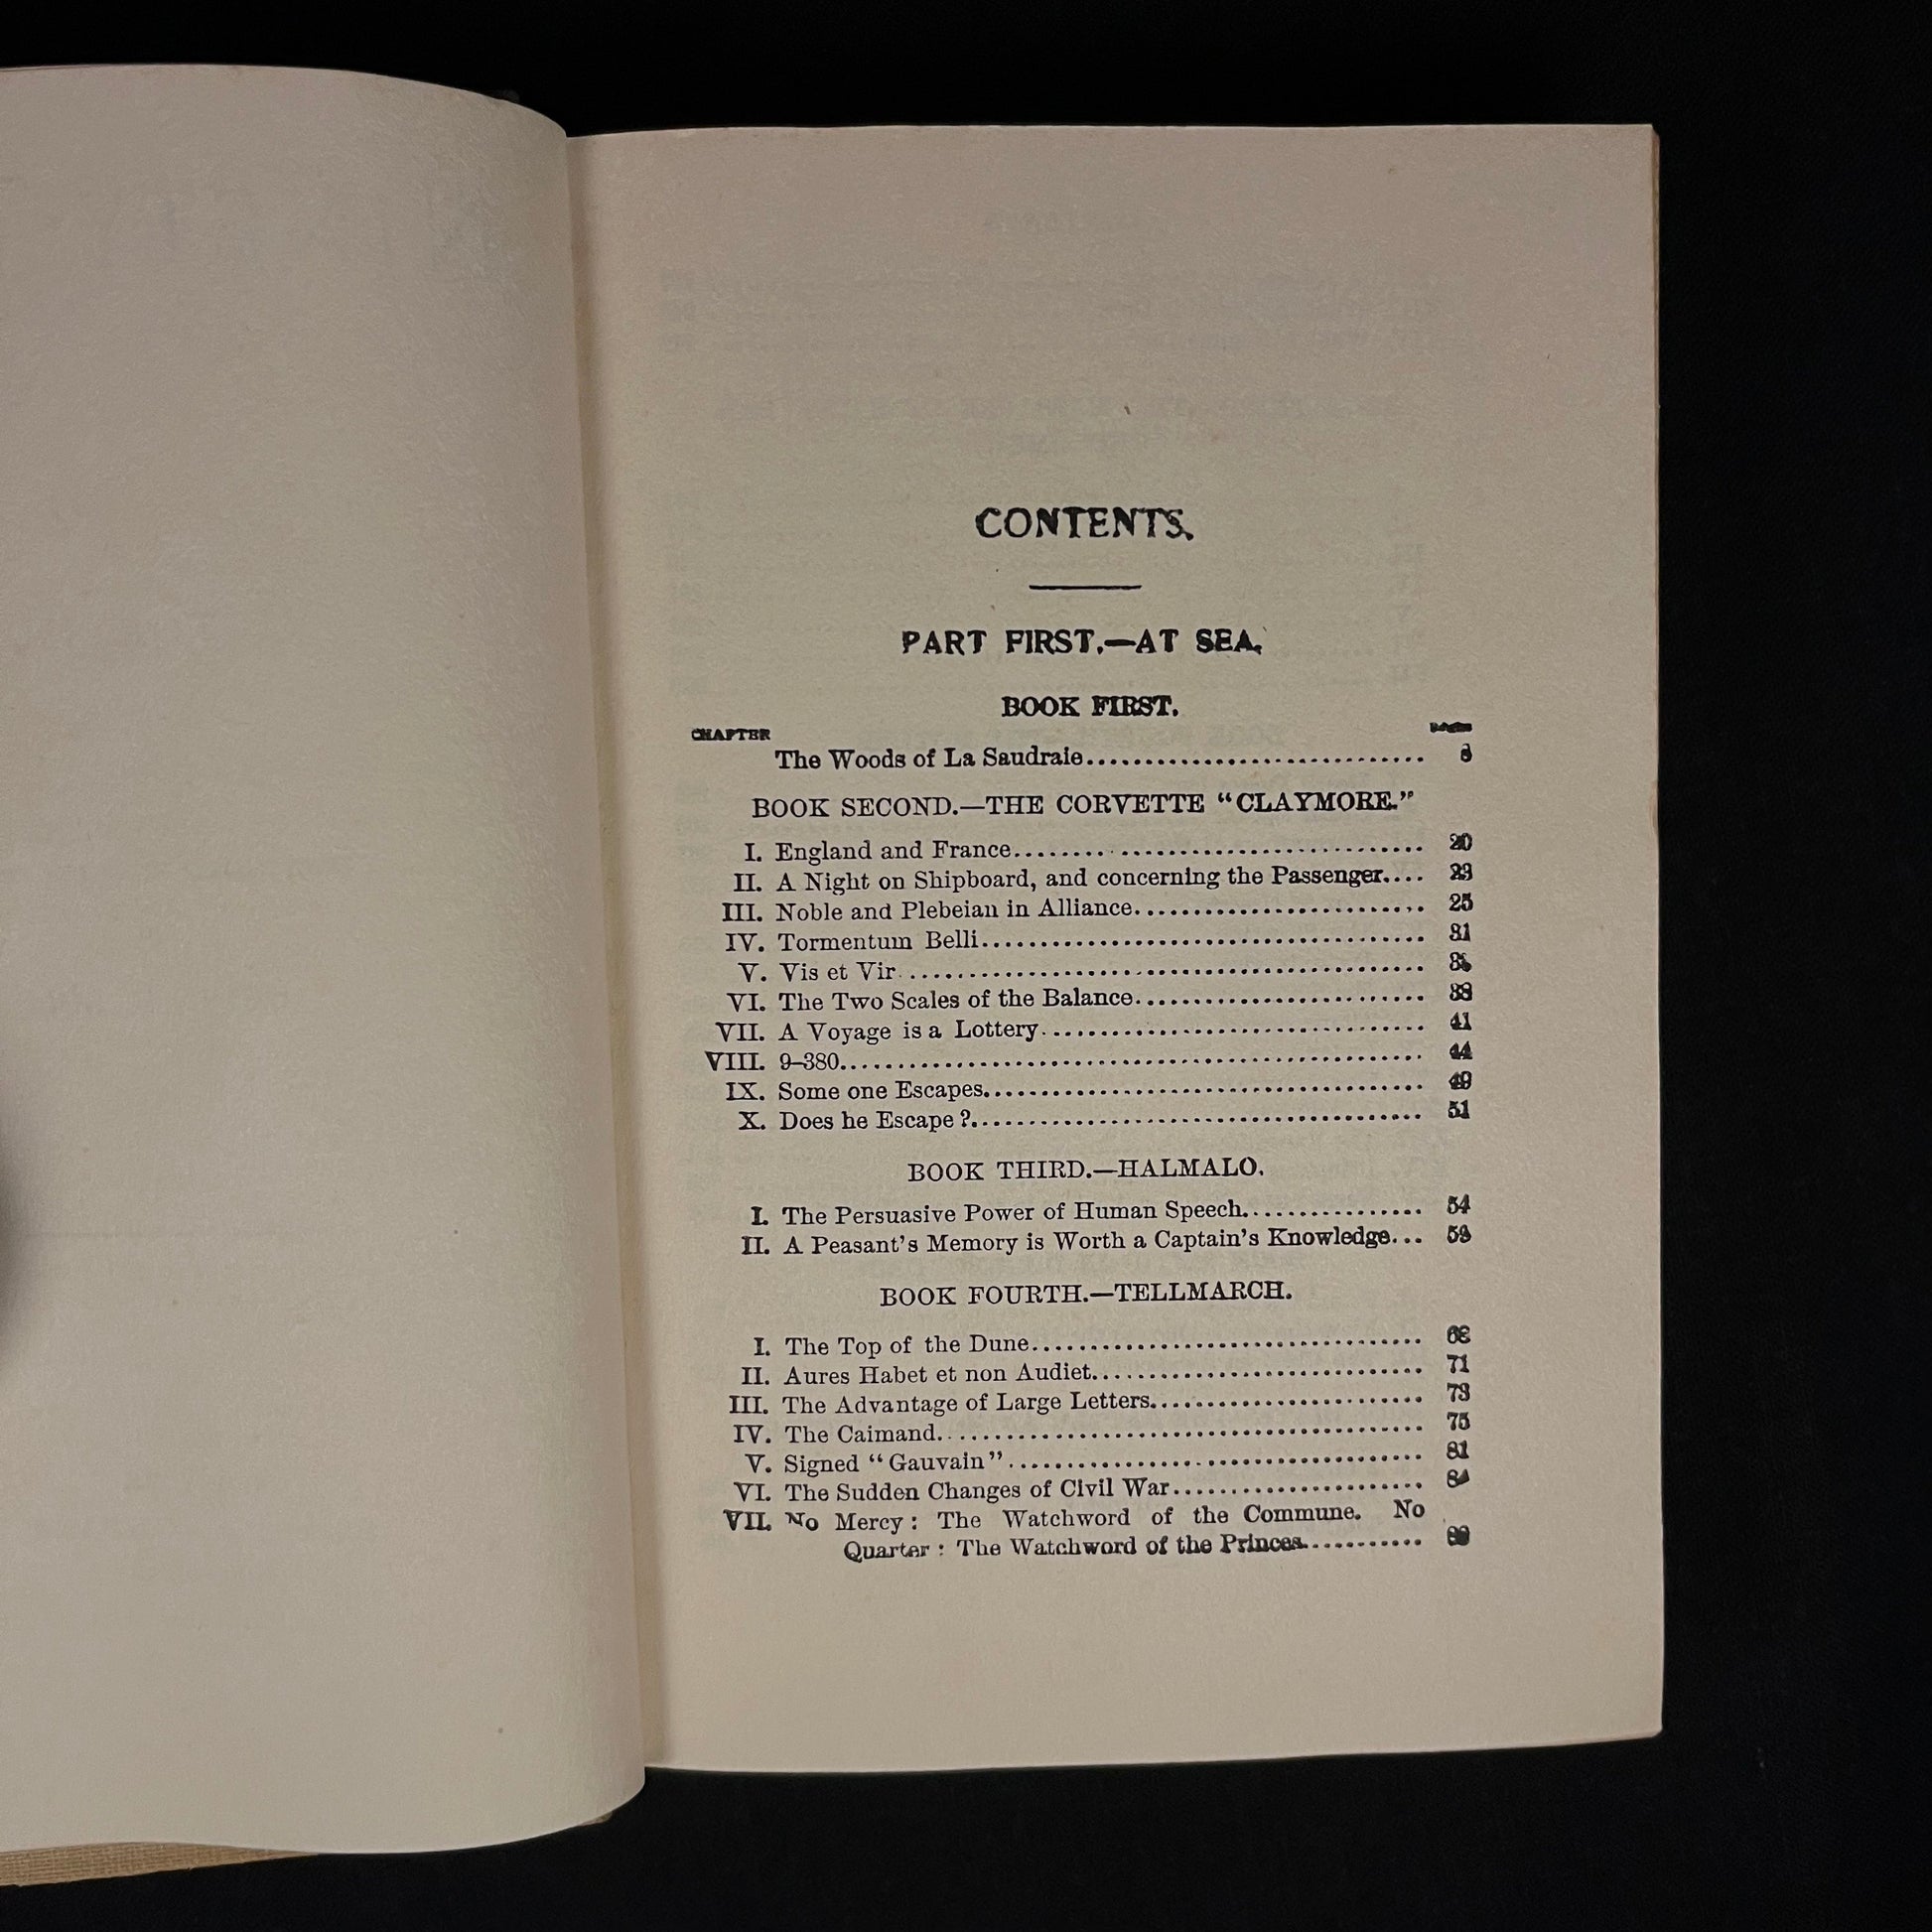 CONTENTS.
PART FIRST.—AT SEA.
BOOK FIRST.
CHAPTER
The Woods of La Saudraie..............................
BOOK SECOND.—THE CORVETTE “CLAYMORE.”
I. England and France.................................... 20
II. A Night on Shipboard, and concerning the Passenger.... 23
III. Noble and Plebeian in Alliance......................... 25
IV. Tormentum Belli...................................... 31
V. Vis et Vir............................................
VI. The Two Scales of the Balance......................... 38
VII. A Voyage is a Lottery................................. 41
VIII. 9–380................................................ 44
IX. Some one Escapes..................................... 49
X. Does he Escape?...................................... 51
BOOK THIRD.—HALMALO.
I. The Persuasive Power of Human Speech................ 54
II. A Peasant’s Memory is Worth a Captain’s Knowledge...
BOOK FOURTH.—TELLMARCH.
I. The Top of the Dune.................................. 68
II. Aures Habet et non Audiet............................. 71
III. The Advantage of Large Letters........................ 73
IV. The Caimand......................................... 75
V. Signed “Gauvain”.................................... 81
VI. The Sudden Changes of Civil War...................... 84
VII. No Mercy: The Watchword of the Commune. No
Quarter: The Watchword of the Princes...........